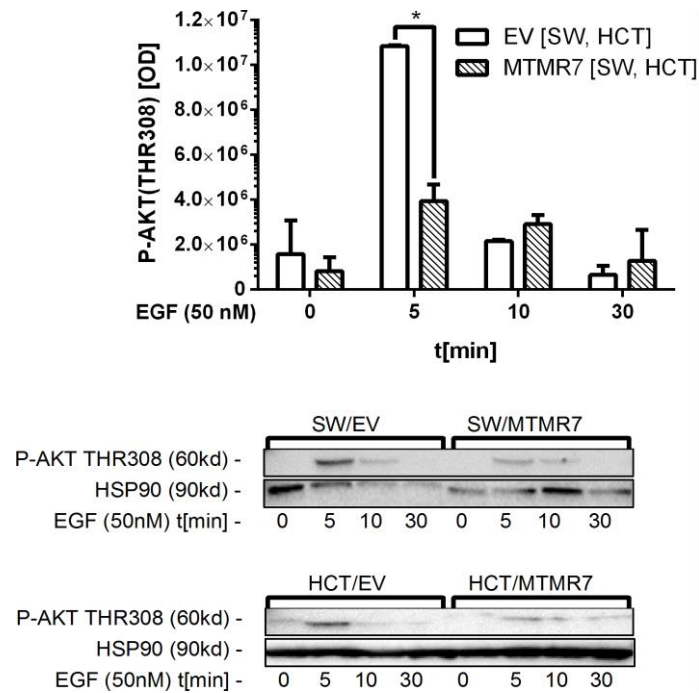 P-AKT(THR308) [OD]
1.2×10⁷
1.0×10⁷
8.0×10⁶
6.0×10⁶
4.0×10⁶
2.0×10⁶
0
*
EV [SW, HCT]
MTMR7 [SW, HCT]
EGF (50 nM) 0 5 10 30
t[min]
SW/EV SW/MTMR7
P-AKT THR308 (60kd) -
HSP90 (90kd) -
EGF (50nM) t[min] - 0 5 10 30 0 5 10 30
HCT/EV HCT/MTMR7
P-AKT THR308 (60kd) -
HSP90 (90kd) -
EGF (50nM) t[min] - 0 5 10 30 0 5 10 30